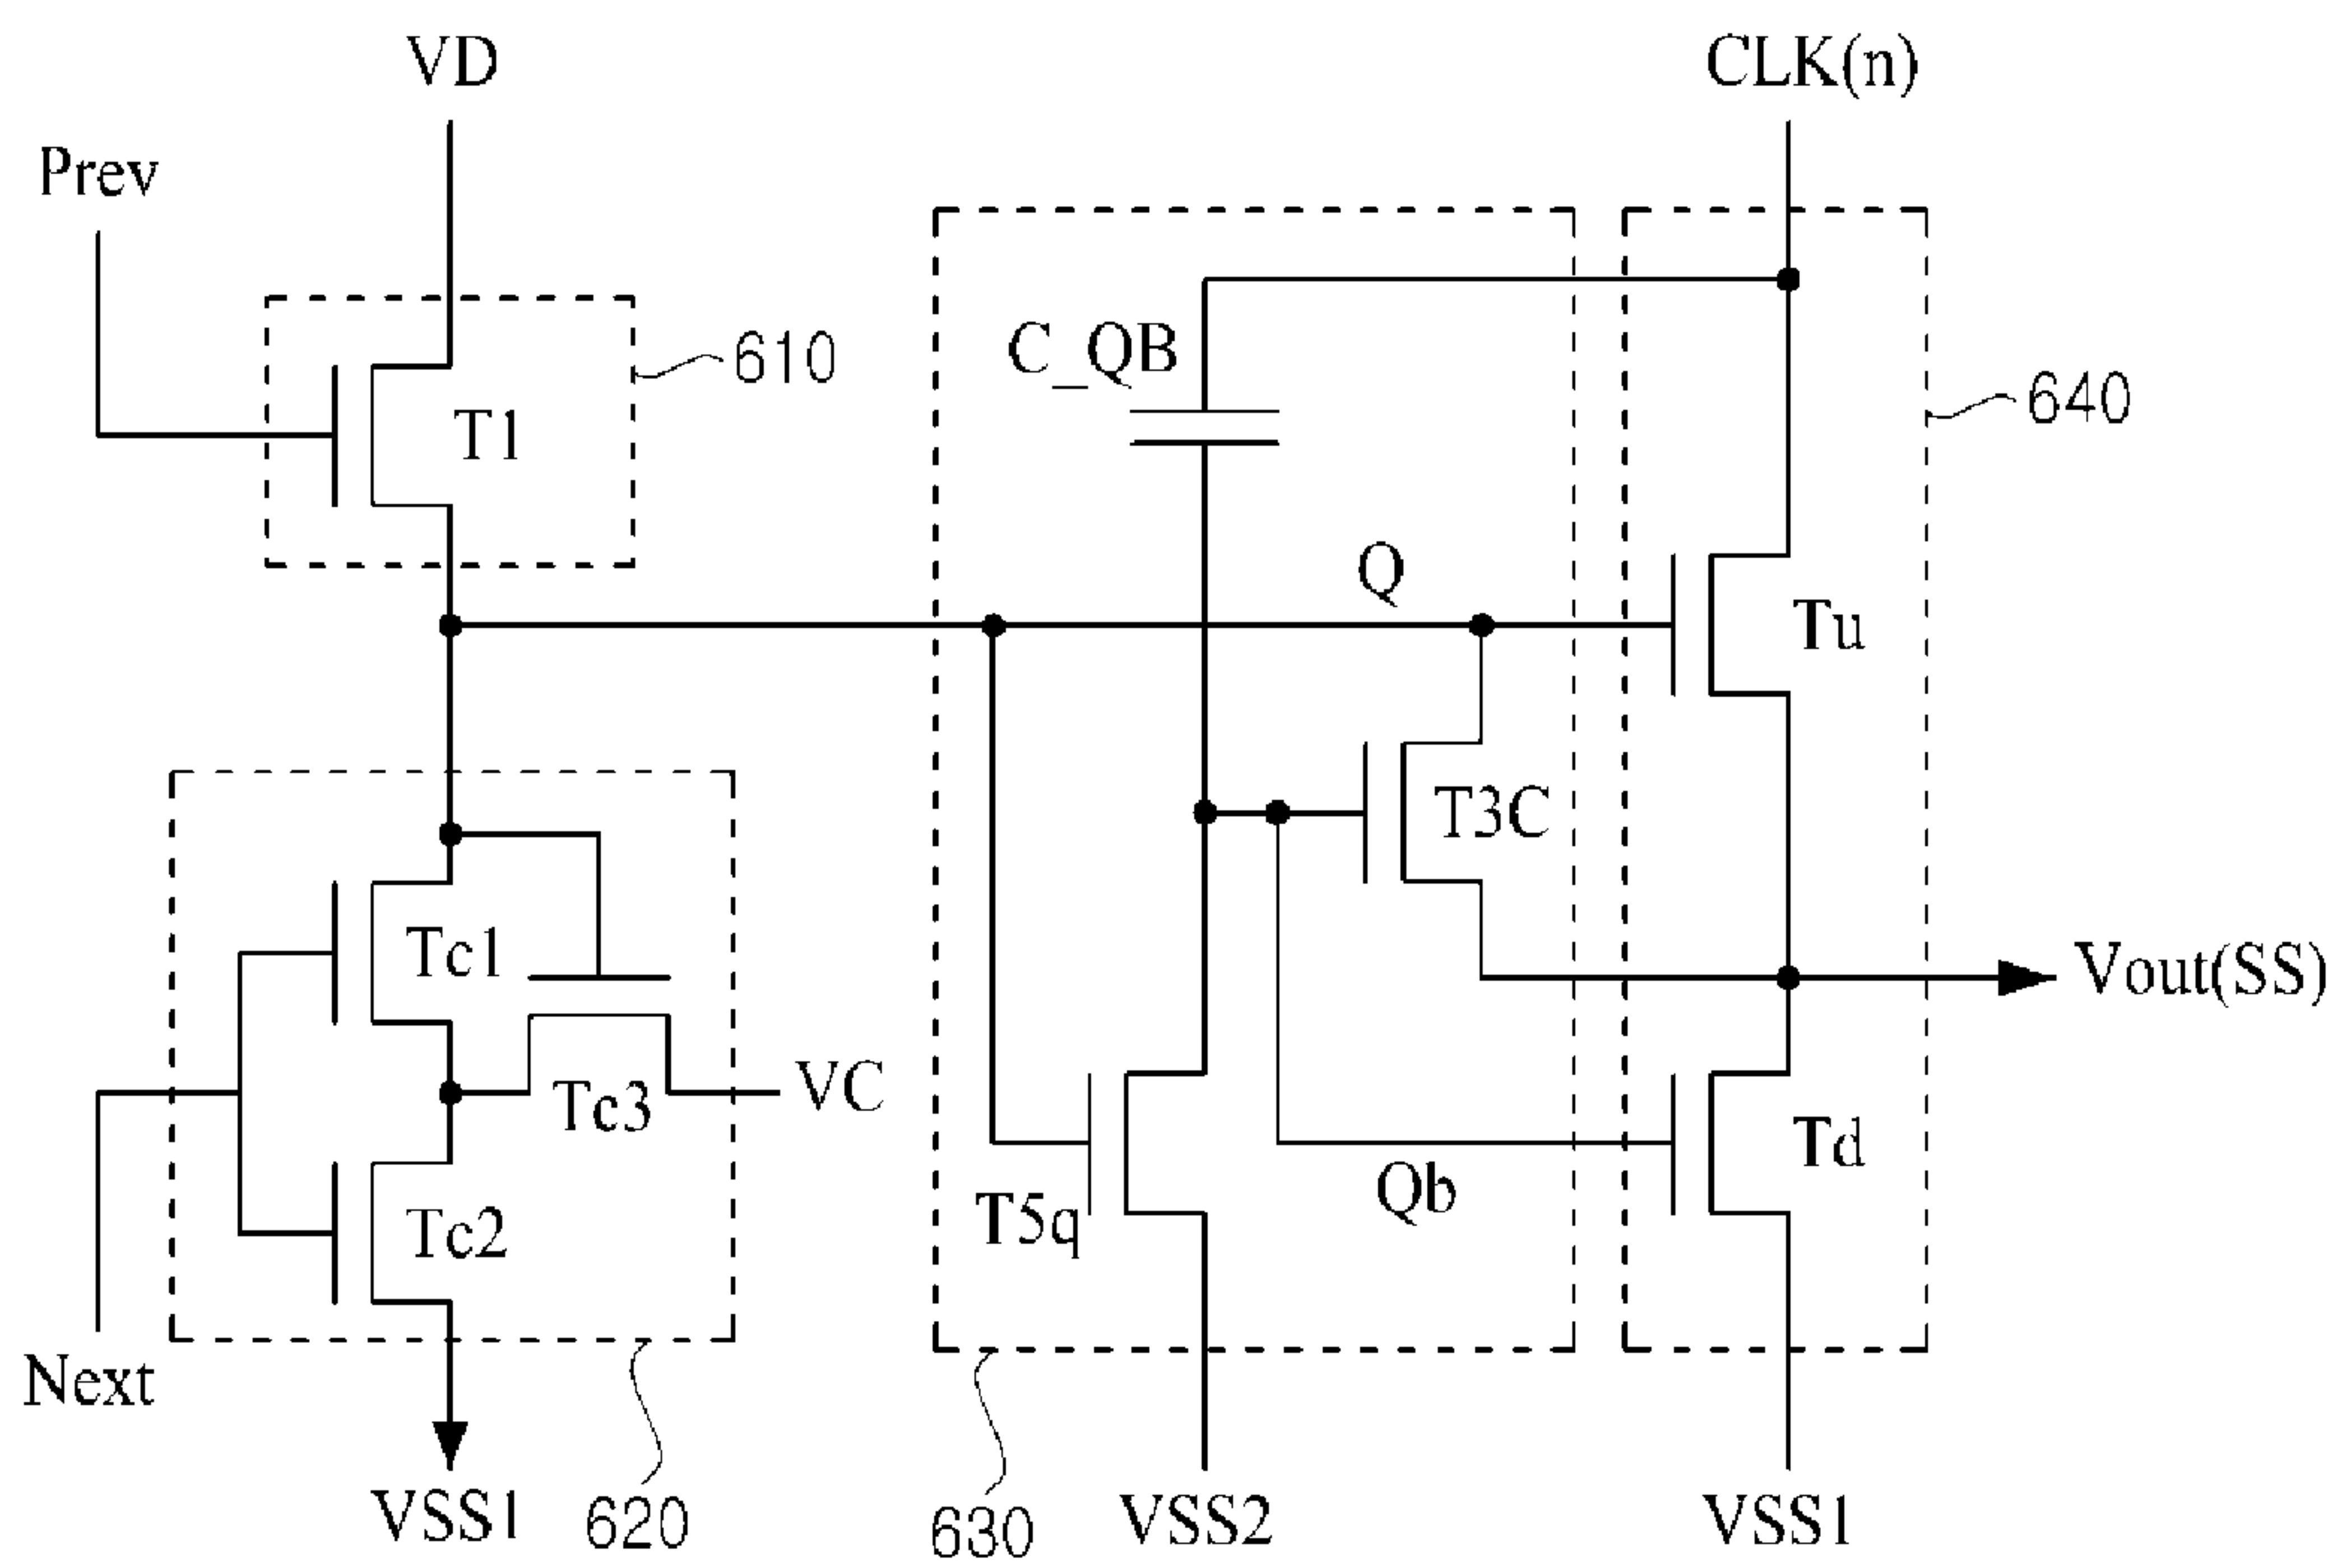 VD
CLK(n)
Prev
610
C_QB
640
T1
Q
Tu
T3C
Tc1
Vout(SS)
VC
Tc3
Td
Qb
T5q
Tc2
Next
VSS1
620
630
VSS2
VSS1